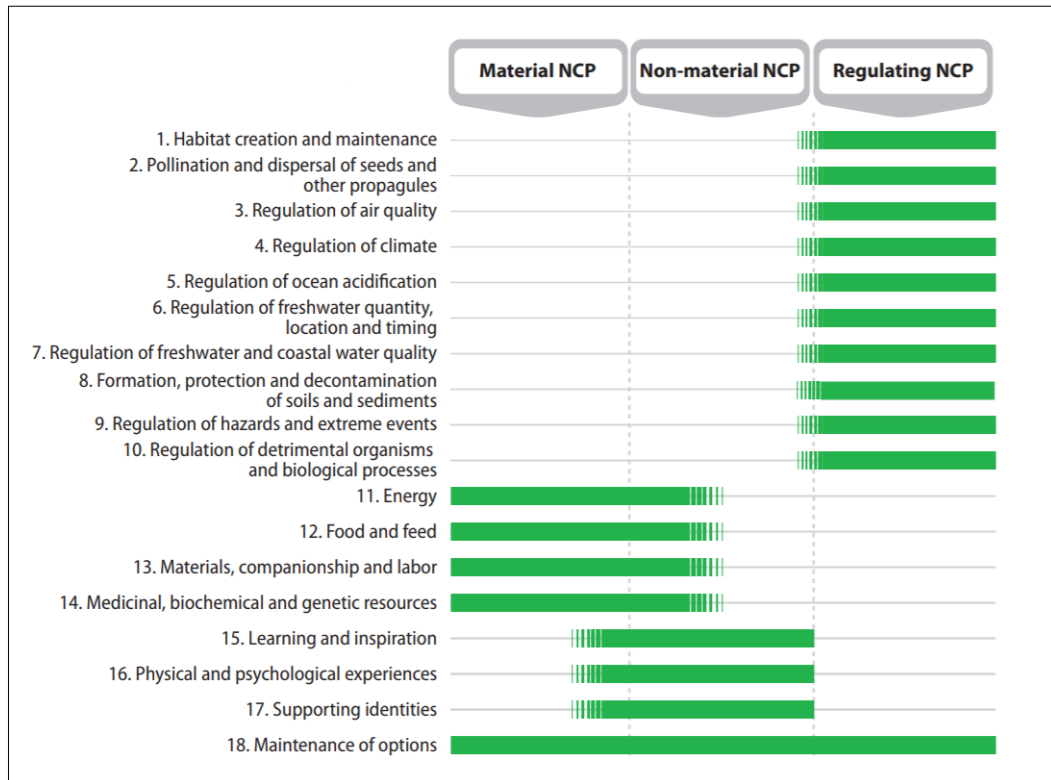 Material NCP
Non-material NCP
Regulating NCP
1. Habitat creation and maintenance
2. Pollination and dispersal of seeds and
other propagules
3. Regulation of air quality
4. Regulation of climate
5. Regulation of ocean acidification
6. Regulation of freshwater quantity,
location and timing
7. Regulation of freshwater and coastal water quality
8. Formation, protection and decontamination
of soils and sediments
9. Regulation of hazards and extreme events
10. Regulation of detrimental organisms
and biological processes
11. Energy
12. Food and feed
13. Materials, companionship and labor
14. Medicinal, biochemical and genetic resources
15. Learning and inspiration
16. Physical and psychological experiences
17. Supporting identities
18. Maintenance of options